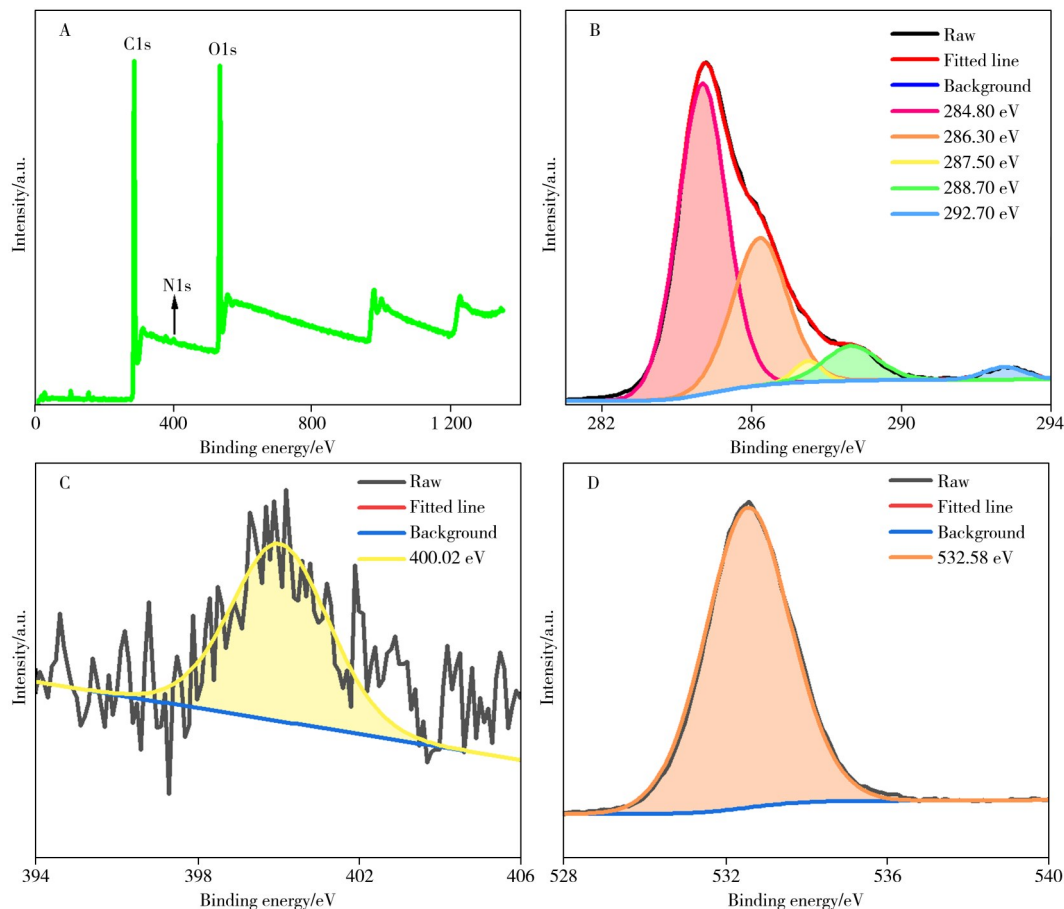 A
C1s
O1s
N1s
Intensity/a.u.
0
400
800
1 200
Binding energy/eV
B
Raw
Fitted line
Background
284.80 eV
286.30 eV
287.50 eV
288.70 eV
292.70 eV
Intensity/a.u.
282
286
290
294
Binding energy/eV
C
Raw
Fitted line
Background
400.02 eV
Intensity/a.u.
394
398
402
406
Binding energy/eV
D
Raw
Fitted line
Background
532.58 eV
Intensity/a.u.
528
532
536
540
Binding energy/eV